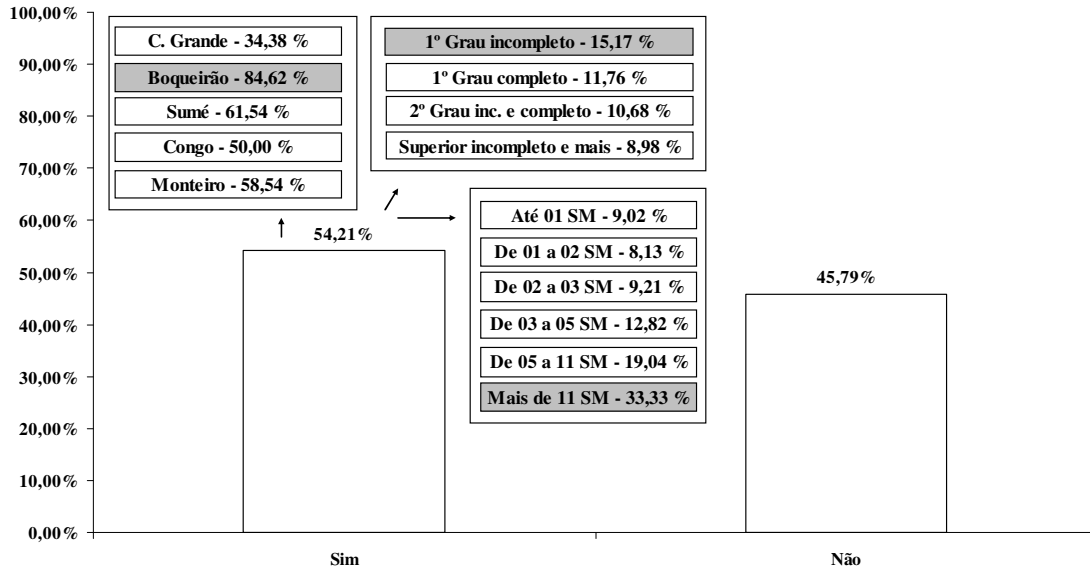 100,00%
90,00%
80,00%
70,00%
60,00%
50,00%
40,00%
30,00%
20,00%
10,00%
0,00%
C. Grande - 34,38 %
Boqueirão - 84,62 %
Sumé - 61,54 %
Congo - 50,00 %
Monteiro - 58,54 %
1º Grau incompleto - 15,17 %
1º Grau completo - 11,76 %
2º Grau inc. e completo - 10,68 %
Superior incompleto e mais - 8,98 %
Até 01 SM - 9,02 %
De 01 a 02 SM - 8,13 %
De 02 a 03 SM - 9,21 %
De 03 a 05 SM - 12,82 %
De 05 a 11 SM - 19,04 %
Mais de 11 SM - 33,33 %
54,21%
45,79%
Sim
Não